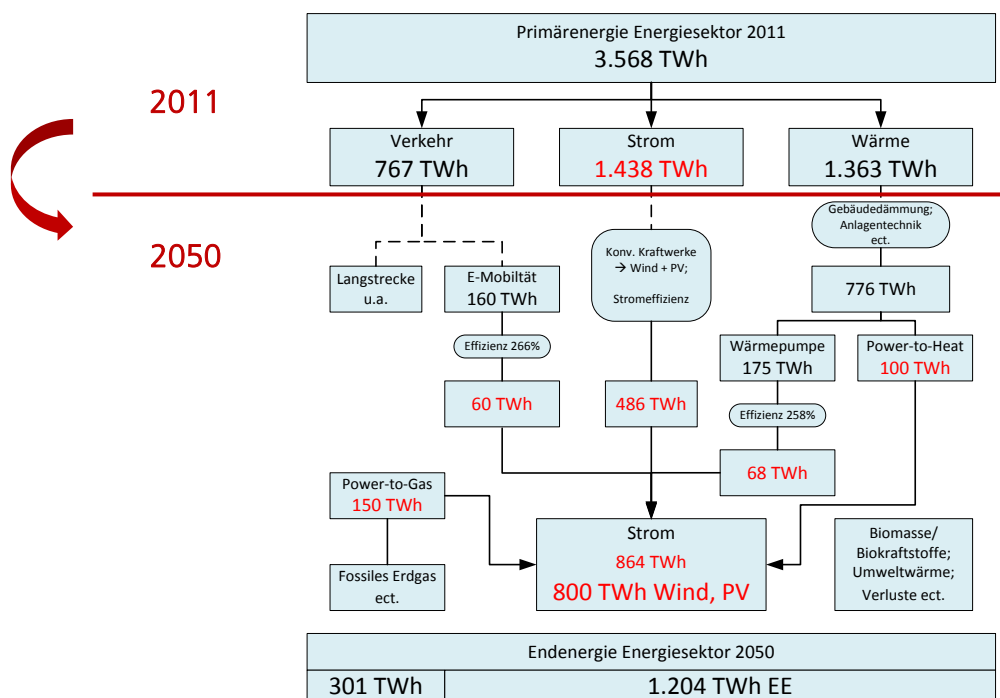 Primärenergie Energiesektor 2011
3.568 TWh
2011
Verkehr
767 TWh
Strom
1.438 TWh
Wärme
1.363 TWh
2050
Gebäudedämmung;
Anlagentechnik
ect.
Konv. Kraftwerke
→ Wind + PV;
Stromeffizienz
Langstrecke
u.a.
E-Mobiltät
160 TWh
776 TWh
Effizienz 266%
Wärmepumpe
175 TWh
Power-to-Heat
100 TWh
60 TWh
486 TWh
Effizienz 258%
68 TWh
Power-to-Gas
150 TWh
Strom
864 TWh
800 TWh Wind, PV
Biomasse/
Biokraftstoffe;
Umweltwärme;
Verluste ect.
Fossiles Erdgas
ect.
Endenergie Energiesektor 2050
301 TWh
1.204 TWh EE